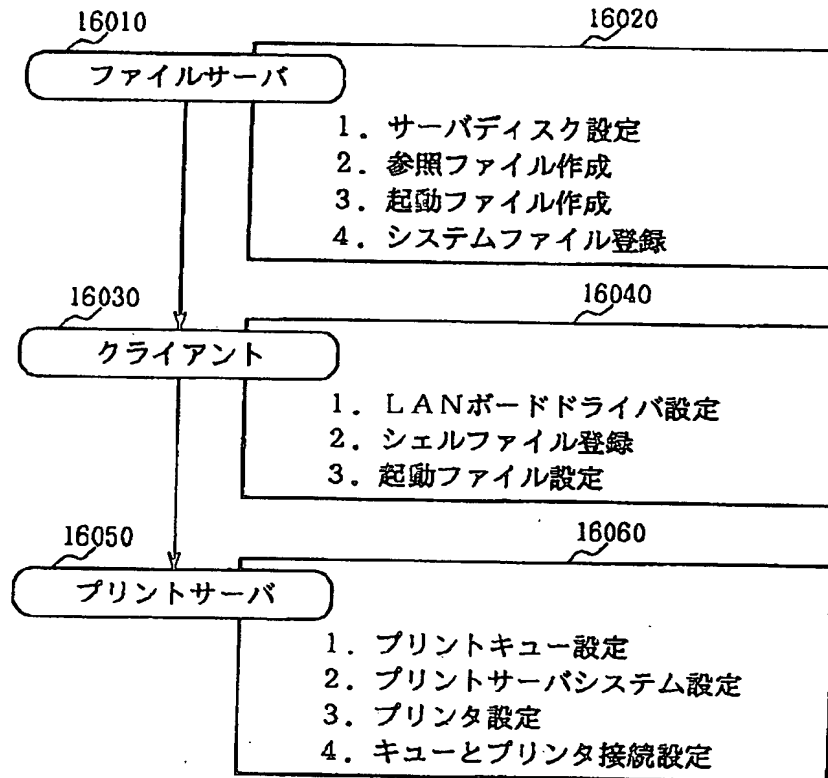 16010
16020
ファイルサーバ
1. サーバディスク設定
2. 参照ファイル作成
3. 起動ファイル作成
4. システムファイル登録
16030
16040
クライアント
1. LANボードドライバ設定
2. シェルファイル登録
3. 起動ファイル設定
16050
16060
プリントサーバ
1. プリントキュー設定
2. プリントサーバシステム設定
3. プリンタ設定
4. キューとプリンタ接続設定